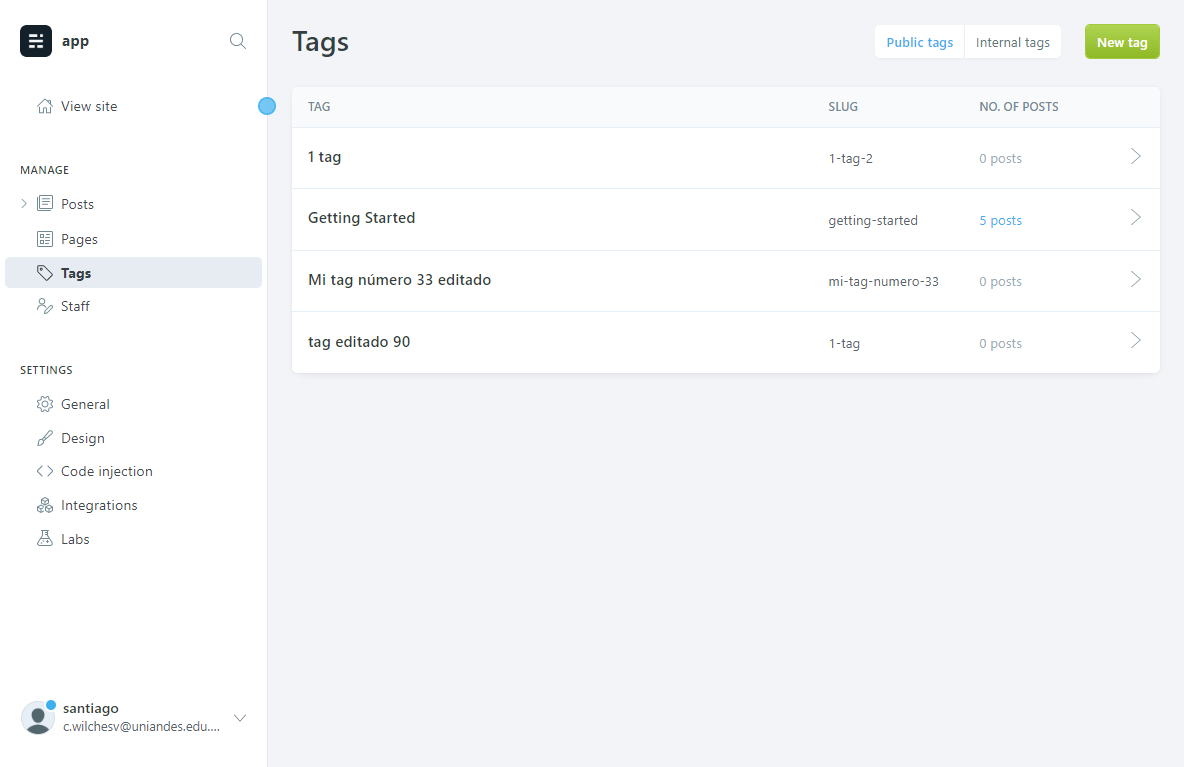 app
View site
MANAGE
Posts
Pages
Tags
Staff
SETTINGS
General
Design
Code injection
Integrations
Labs
santiago
c.wilchesv@uniandes.edu....
Tags
Public tags Internal tags
New tag
TAG SLUG NO. OF POSTS
1 tag 1-tag-2 0 posts
Getting Started getting-started 5 posts
Mi tag número 33 editado mi-tag-numero-33 0 posts
tag editado 90 1-tag 0 posts